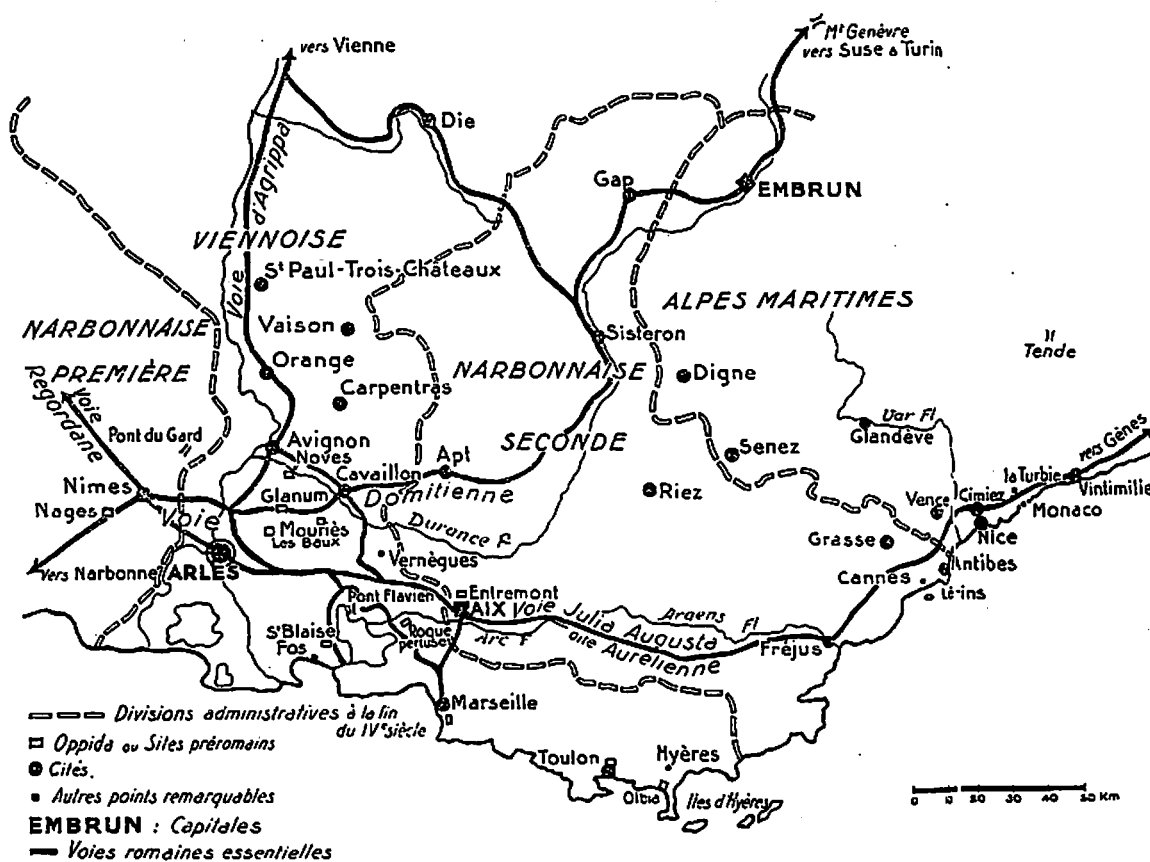 Mt Genèvre
vers Suse à Turin
vers Vienne
Die
Gap
EMBRUN
Voie d'Agrippa
VIENNOISE
St Paul-Trois-Châteaux
ALPES MARITIMES
NARBONNAISE
PREMIÈRE
Vaison
Sisteron
Tende
Orange
NARBONNAISE
SECONDE
Digne
Carpentras
Voie
Regordane
Pont du Gard
Var Fl
Glandève
Avignon
Noves
Senez
vers Gênes
Apt
Cavaillon
Nimes
Glanum
Domitienne
Riez
la Turbie
Vintimille
Nages
Voie
Mouriès
Les Baux
Durance F.
Vence
Cimiez
Monaco
Nice
Grasse
vers Narbonne
ARLES
Vernègues
Antibes
Cannes
Lérins
Pont Flavien
Entremont
AIX
Voie
Julia Augusta
dite
Aurélienne
Argens Fl
Roque
pertuse
Arc F
St Blaise
Fos
Fréjus
Marseille
Toulon
Hyères
Olbia
Iles d'Hyères
Divisions administratives à la fin
du IVe siècle
Oppida ou Sites préromains
Cités.
Autres points remarquables
EMBRUN : Capitales
Voies romaines essentielles
0 10 20 30 40 50 Km